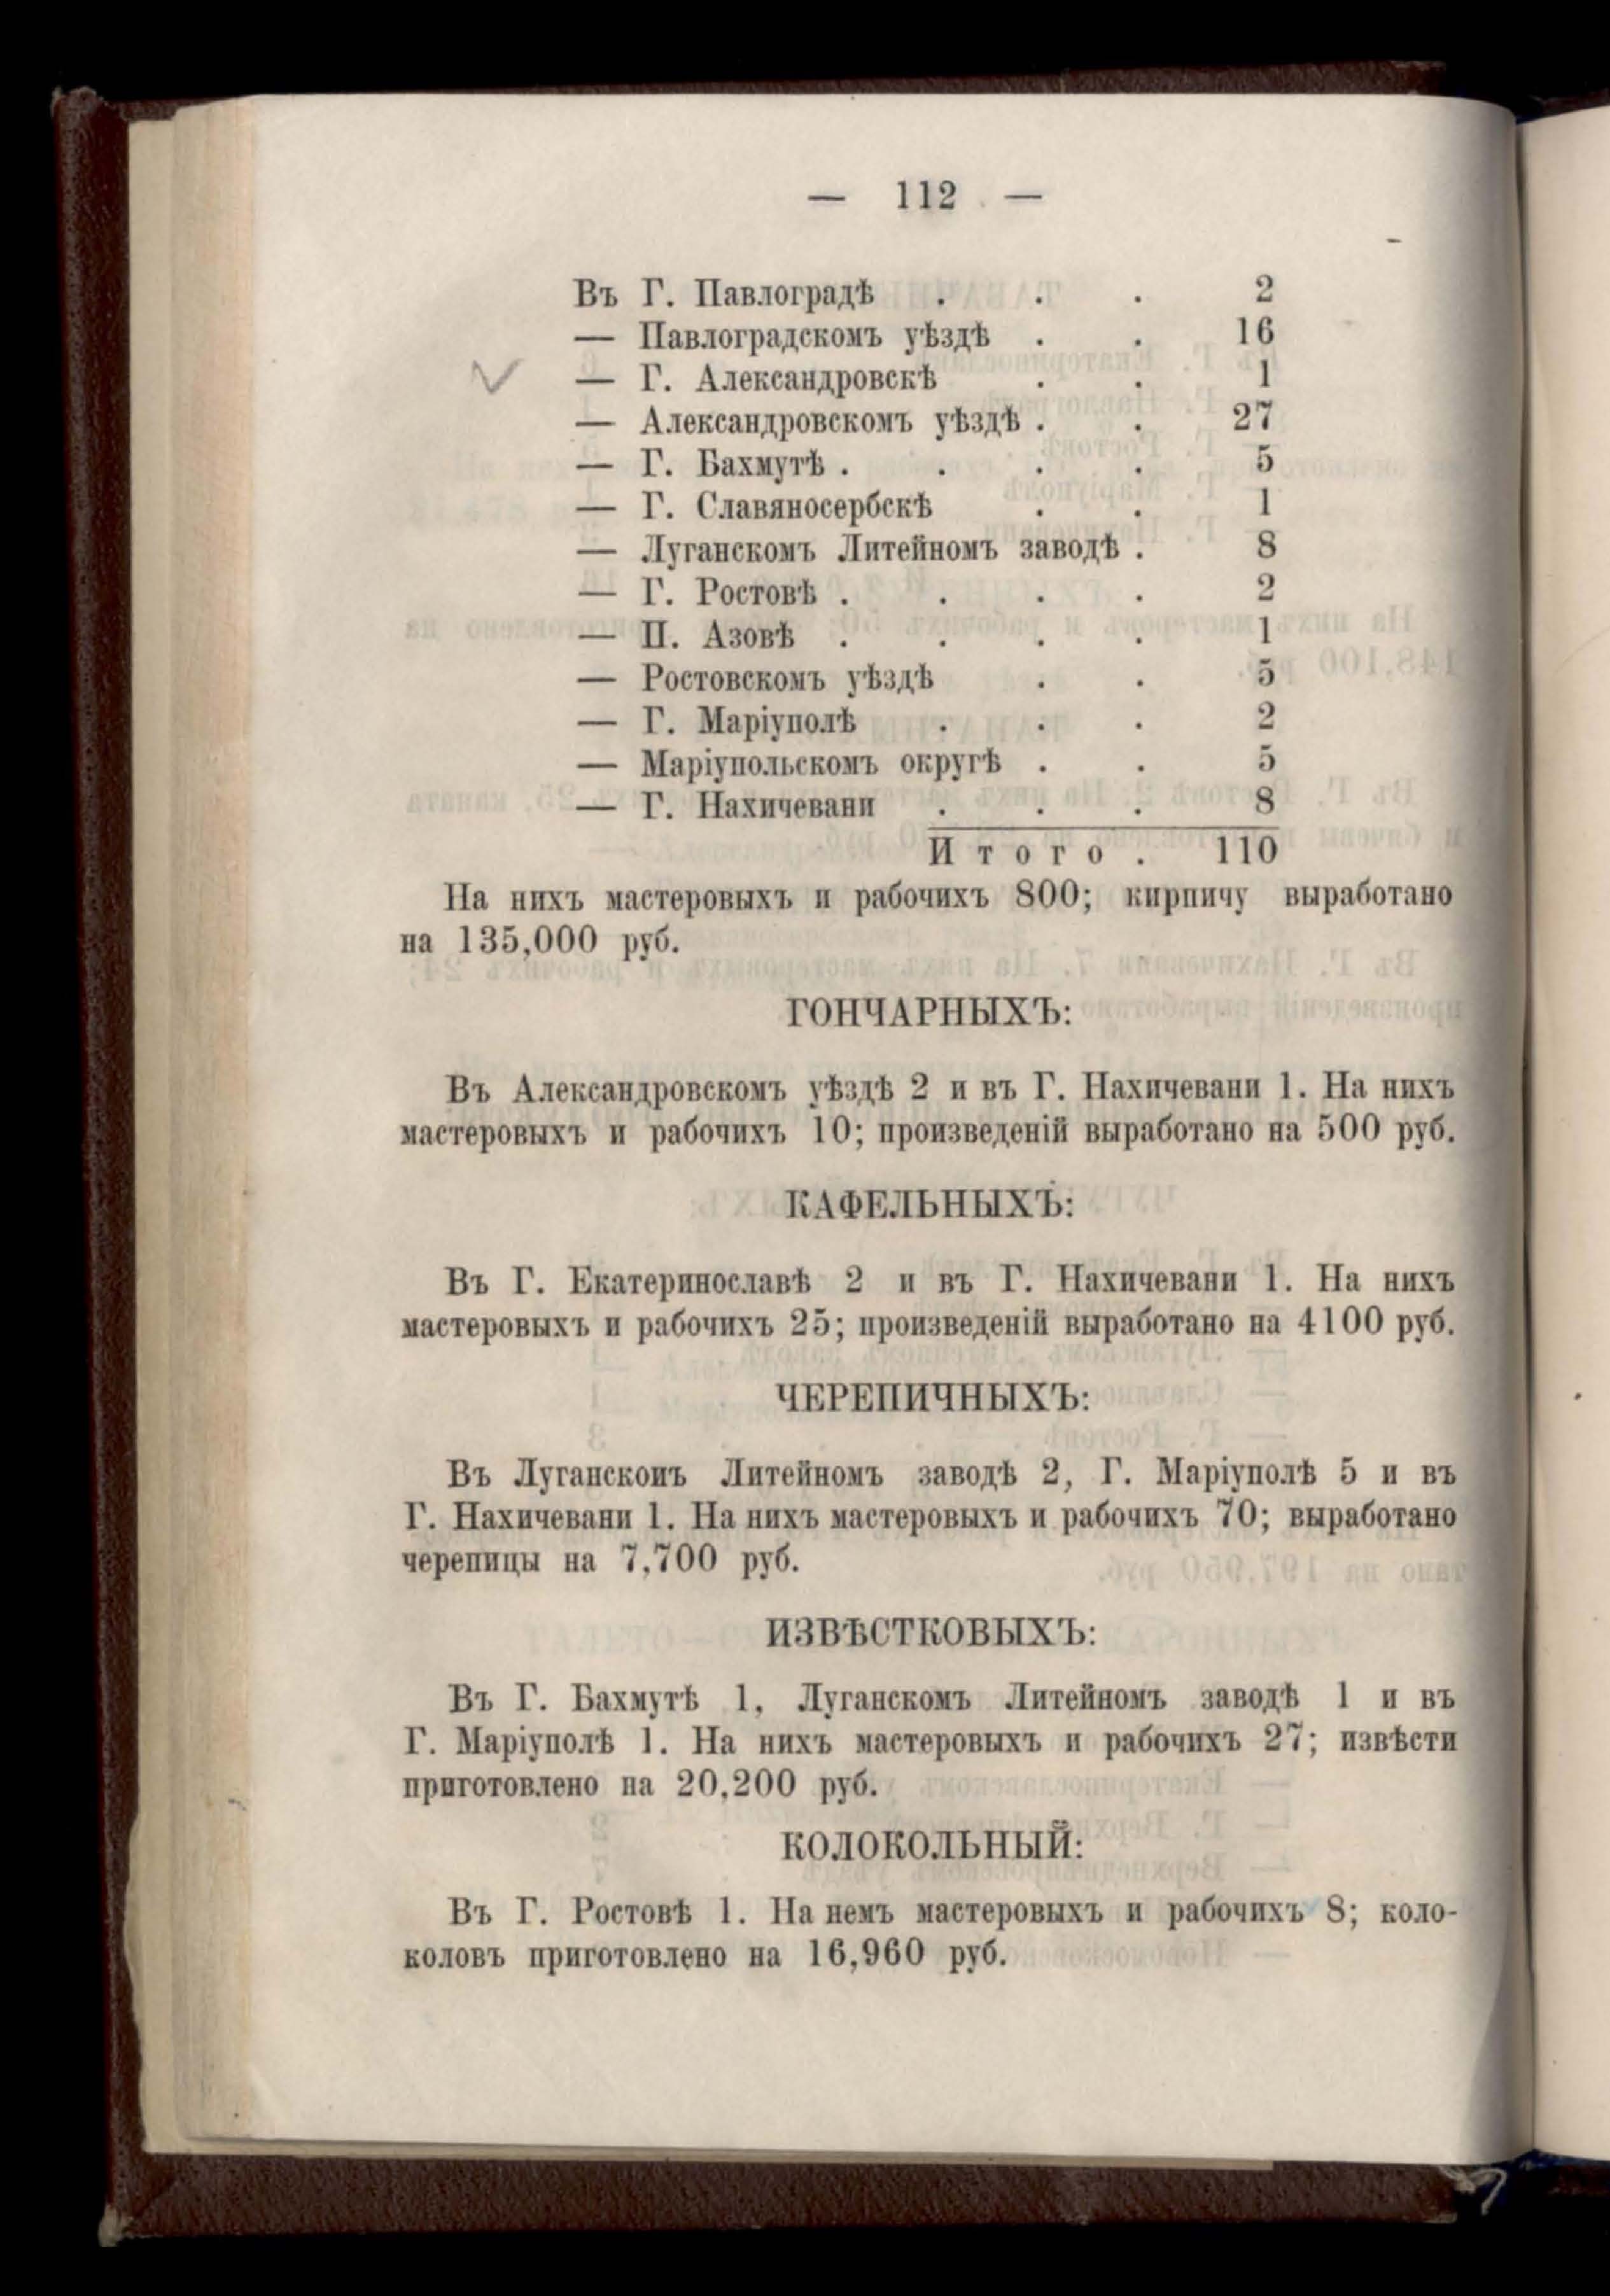 — 112 —
Въ Г. Павлоградѣ . . . 2
— Павлоградскомъ уѣздѣ . . 16
— Г. Александровскѣ . . 1
— Александровскомъ уѣздѣ . . 27
— Г. Бахмутѣ . . . . 5
— Г. Славяносербскѣ . . 1
— Луганскомъ Литейномъ заводѣ . 8
— Г. Ростовѣ . . . . 2
— П. Азовѣ . . . . 1
— Ростовскомъ уѣздѣ . . 5
— Г. Маріуполѣ . . . 2
— Маріупольскомъ округѣ . . 5
— Г. Нахичевани . . . 8
Итого . 110
На нихъ мастеровыхъ и рабочихъ 800; кирпичу выработано
на 135,000 руб.
ГОНЧАРНЫХЪ:
Въ Александровскомъ уѣздѣ 2 и въ Г. Нахичевани 1. На нихъ
мастеровыхъ и рабочихъ 10; произведеній выработано на 500 руб.
КАФЕЛЬНЫХЪ:
Въ Г. Екатеринославѣ 2 и въ Г. Нахичевани 1. На нихъ
мастеровыхъ и рабочихъ 25; произведеній выработано на 4100 руб.
ЧЕРЕПИЧНЫХЪ:
Въ Луганскоиъ Литейномъ заводѣ 2, Г. Маріуполѣ 5 и въ
Г. Нахичевани 1. На нихъ мастеровыхъ и рабочихъ 70; выработано
черепицы на 7,700 руб.
ИЗВѢСТКОВЫХЪ:
Въ Г. Бахмутѣ 1, Луганскомъ Литейномъ заводѣ 1 и въ
Г. Маріуполѣ 1. На нихъ мастеровыхъ и рабочихъ 27; извѣсти
приготовлено на 20,200 руб.
КОЛОКОЛЬНЫЙ:
Въ Г. Ростовѣ 1. На немъ мастеровыхъ и рабочихъ 8; коло-
коловъ приготовлено на 16,960 руб.